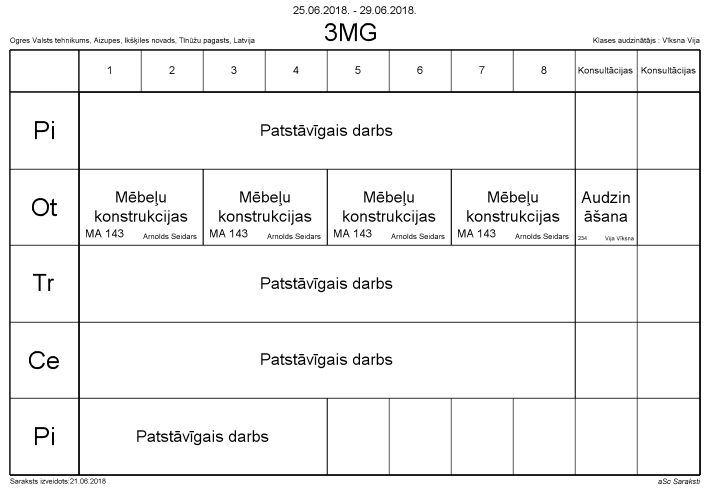 25.06.2018. - 29.06.2018.
3MG
Ogres Valsts tehnikums, Aizupes, Ikšķiles novads, Tīnūžu pagasts, Latvija
Klases audzinātājs : Vīksna Vija
1 2 3 4 5 6 7 8 Konsultācijas Konsultācijas
Pi
Patstāvīgais darbs
Ot
Mēbeļu
konstrukcijas
MA 143 Arnolds Seidars
Mēbeļu
konstrukcijas
MA 143 Arnolds Seidars
Mēbeļu
konstrukcijas
MA 143 Arnolds Seidars
Mēbeļu
konstrukcijas
MA 143 Arnolds Seidars
Audzin
āšana
234 Vija Vīksna
Tr
Patstāvīgais darbs
Ce
Patstāvīgais darbs
Pi
Patstāvīgais darbs
Saraksts izveidots:21.06.2018
aSc Saraksti